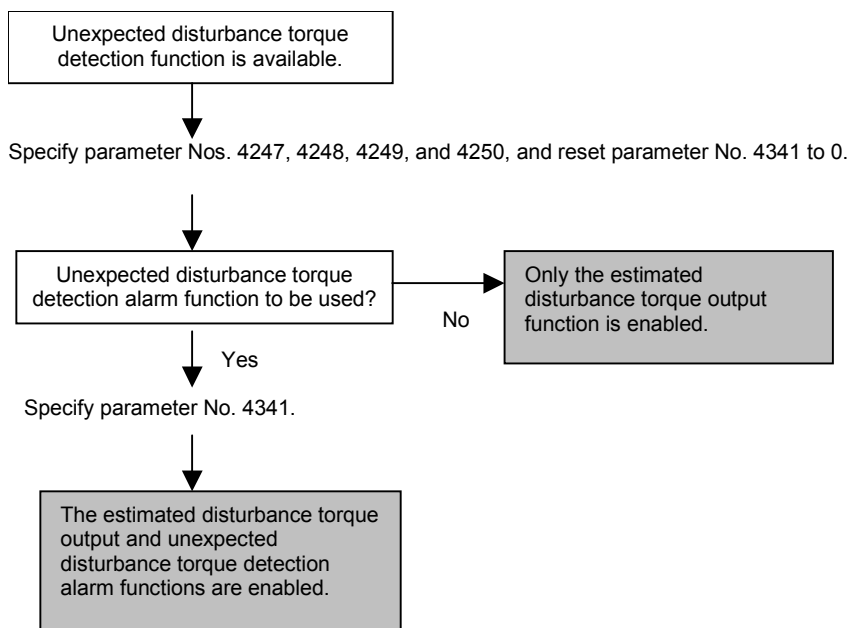 Unexpected disturbance torque
detection function is available.
Specify parameter Nos. 4247, 4248, 4249, and 4250, and reset parameter No. 4341 to 0.
Unexpected disturbance torque
detection alarm function to be used?
No
Only the estimated
disturbance torque output
function is enabled.
Yes
Specify parameter No. 4341.
The estimated disturbance torque
output and unexpected
disturbance torque detection
alarm functions are enabled.